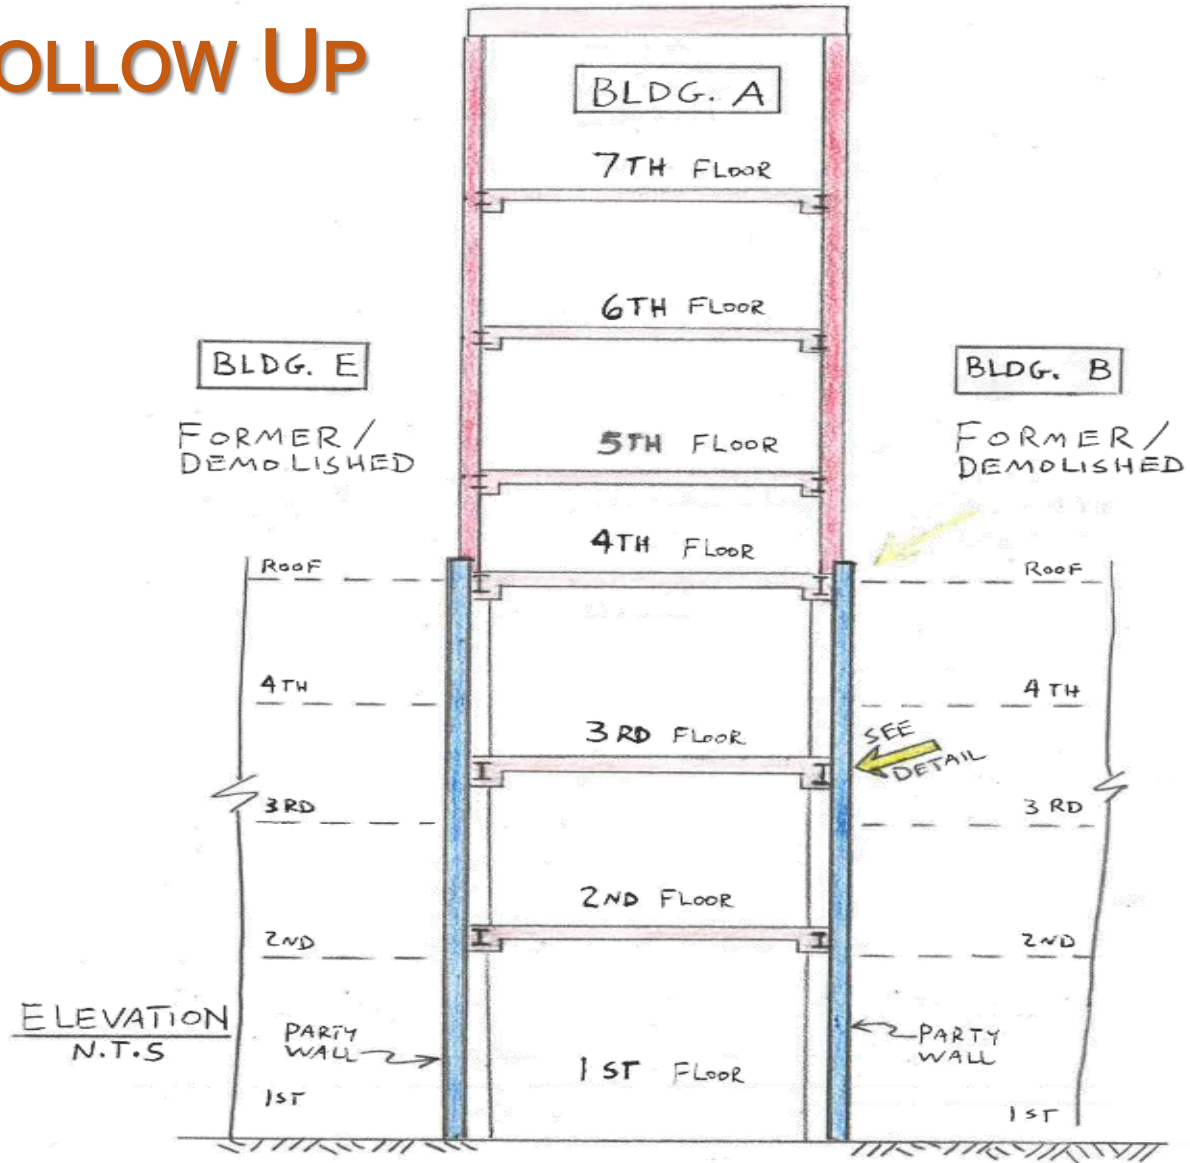 OLLOW UP
BLDG. A
7TH FLOOR
6TH FLOOR
BLDG. E
BLDG. B
FORMER/
DEMOLISHED
FORMER/
DEMOLISHED
5TH FLOOR
4TH FLOOR
ROOF
ROOF
4TH
4TH
3RD FLOOR
SEE
DETAIL
3RD
3RD
2ND FLOOR
2ND
2ND
ELEVATION
N.T.S
PARTY
WALL
PARTY
WALL
1ST FLOOR
1ST
1ST